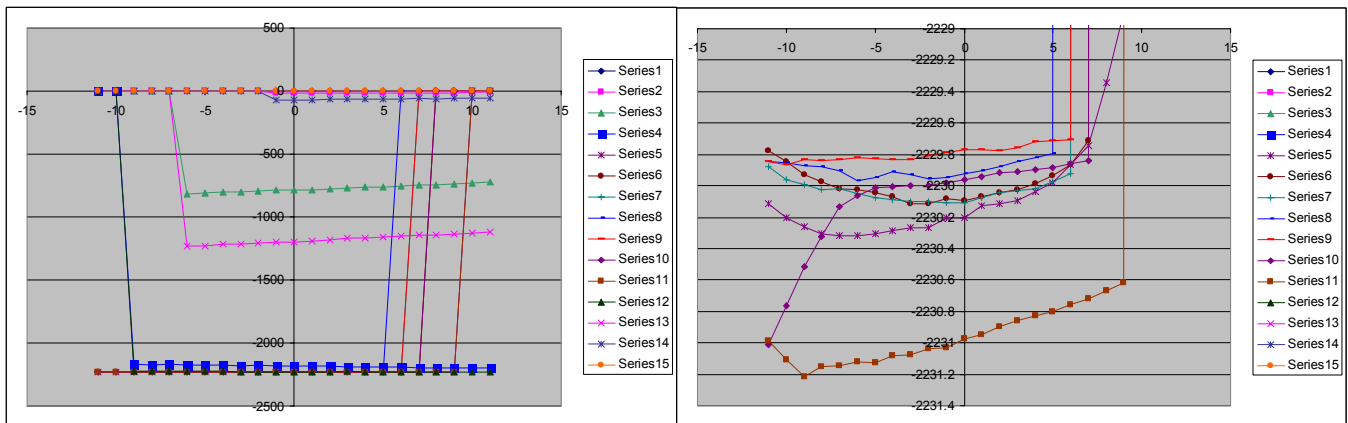 500
0
-500
-1000
-1500
-2000
-2500
-15 -10 -5 0 5 10 15
Series1
Series2
Series3
Series4
Series5
Series6
Series7
Series8
Series9
Series10
Series11
Series12
Series13
Series14
Series15
-2229
-2229.2
-2229.4
-2229.6
-2229.8
-2230
-2230.2
-2230.4
-2230.6
-2230.8
-2231
-2231.2
-2231.4
-15 -10 -5 0 5 10 15
Series1
Series2
Series3
Series4
Series5
Series6
Series7
Series8
Series9
Series10
Series11
Series12
Series13
Series14
Series15